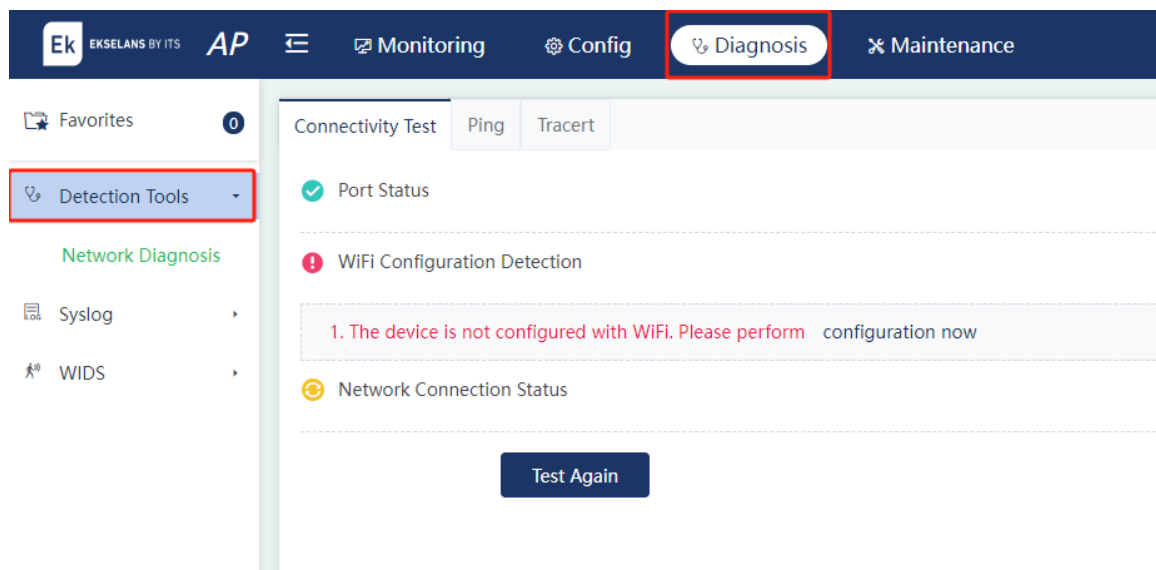 Ek EKSELANS BY ITS AP Monitoring Config Diagnosis Maintenance
Favorites 0
Connectivity Test Ping Tracert
Detection Tools
Port Status
Network Diagnosis
WiFi Configuration Detection
Syslog
1. The device is not configured with WiFi. Please perform configuration now
WIDS
Network Connection Status
Test Again